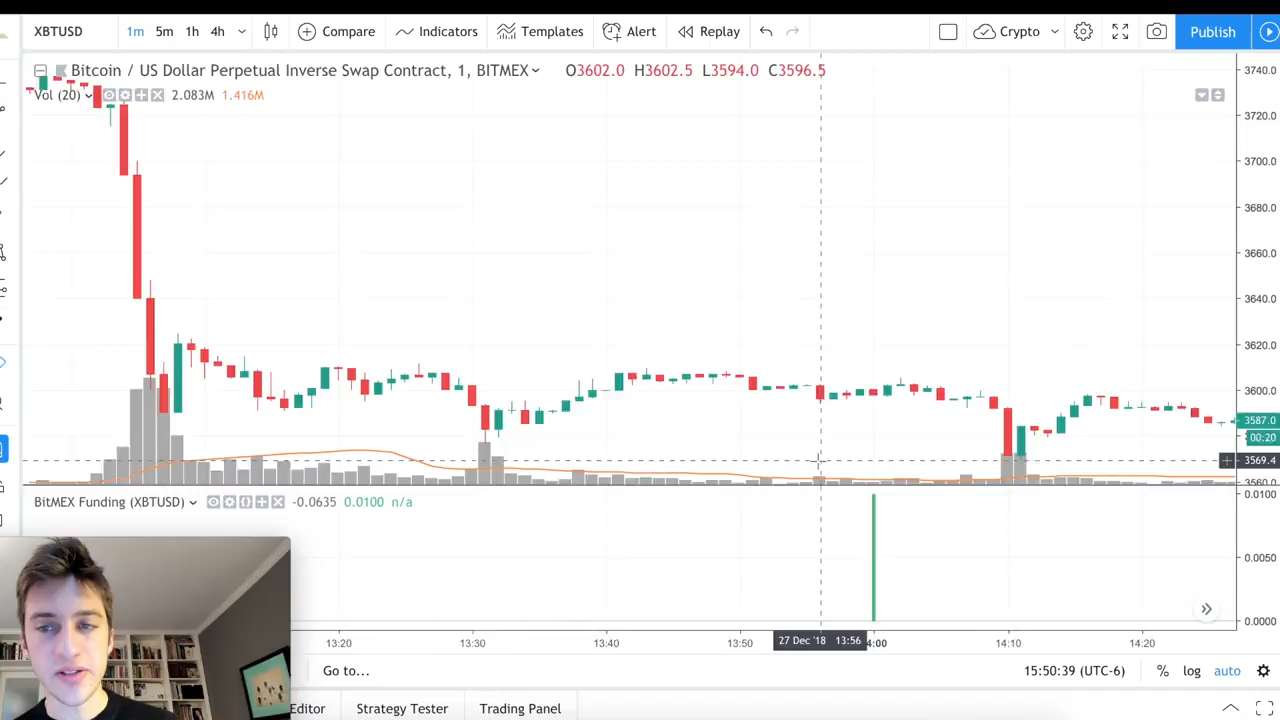 XBTUSD 1m 5m 1h 4h Compare Indicators Templates Alert Replay Crypto Publish
Bitcoin / US Dollar Perpetual Inverse Swap Contract, 1, BITMEX O3602.0 H3602.5 L3594.0 C3596.5
Vol (20) 2.083M 1.416M
3740.0
3720.0
3700.0
3680.0
3660.0
3640.0
3620.0
3600.0
3587.0
00:20
3569.4
3560.0
BitMEX Funding (XBTUSD) -0.0635 0.0100 n/a
0.0100
0.0050
0.0000
13:20 13:30 13:40 13:50 27 Dec '18 13:56 4:00 14:10 14:20
Go to... 15:50:39 (UTC-6) % log auto
Editor Strategy Tester Trading Panel